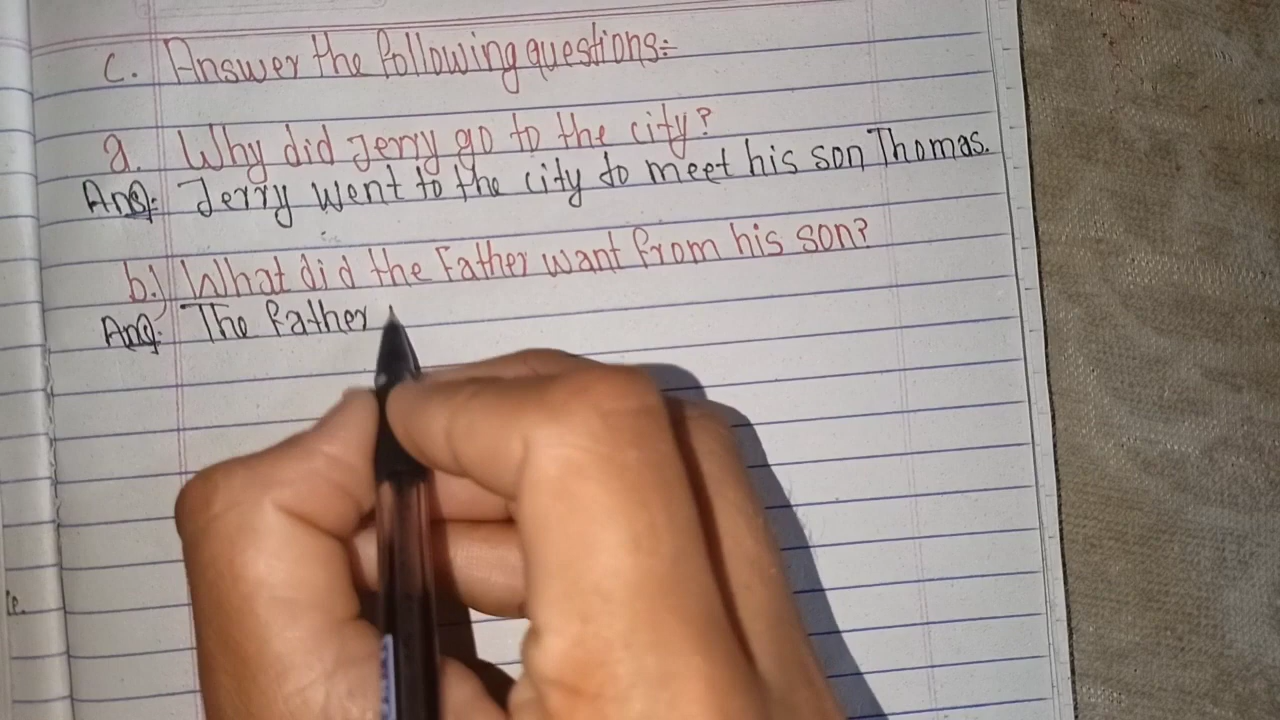 C. Answer the following questions:-
a. Why did Jerry go to the city?
Ans: Jerry went to the city to meet his son Thomas.
b.) What did the Father want from his son?
Ans: The father